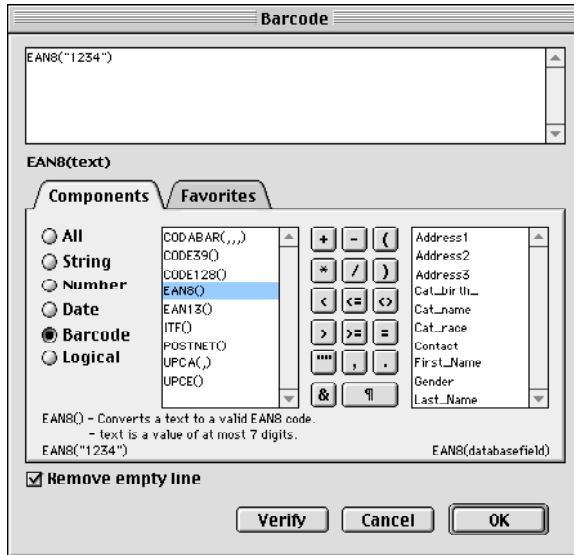 Barcode
EAN8("1234")
EAN8(text)
Components
Favorites
All
String
Number
Date
Barcode
Logical
CODABAR(,,,)
CODE39()
CODE128()
EAN8()
EAN13()
ITF()
POSTNET()
UPCA(,)
UPCE()
+ - (
* / )
< <= <>
> >= =
"" , .
& ¶
Address1
Address2
Address3
Cat_birth_
Cat_name
Cat_race
Contact
First_Name
Gender
Last_Name
EAN8() - Converts a text to a valid EAN8 code.
- text is a value of at most 7 digits.
EAN8("1234")
EAN8(databasefield)
Remove empty line
Verify
Cancel
OK